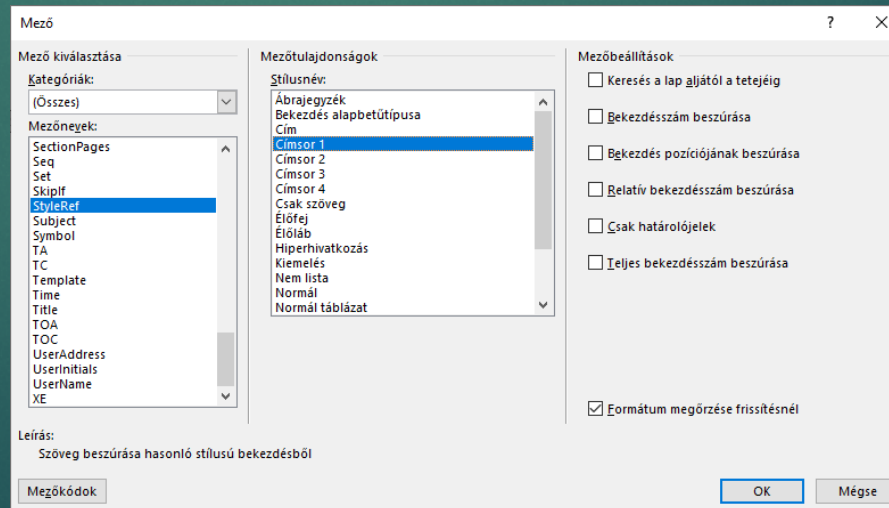 Mező
?
Mező kiválasztása
Kategóriák:
(Összes)
Mezőnevek:
SectionPages
Seq
Set
SkipIf
StyleRef
Subject
Symbol
TA
TC
Template
Time
Title
TOA
TOC
UserAddress
UserInitials
UserName
XE
Mezőtulajdonságok
Stílusnév:
Ábrajegyzék
Bekezdés alapbetűtípusa
Cím
Címsor 1
Címsor 2
Címsor 3
Címsor 4
Csak szöveg
Élőfej
Élőláb
Hiperhivatkozás
Kiemelés
Nem lista
Normál
Normál táblázat
Mezőbeállítások
Keresés a lap aljától a tetejéig
Bekezdésszám beszúrása
Bekezdés pozíciójának beszúrása
Relatív bekezdésszám beszúrása
Csak határolójelek
Teljes bekezdésszám beszúrása
Formátum megőrzése frissítésnél
Leírás:
Szöveg beszúrása hasonló stílusú bekezdésből
Mezőkódok
OK
Mégse